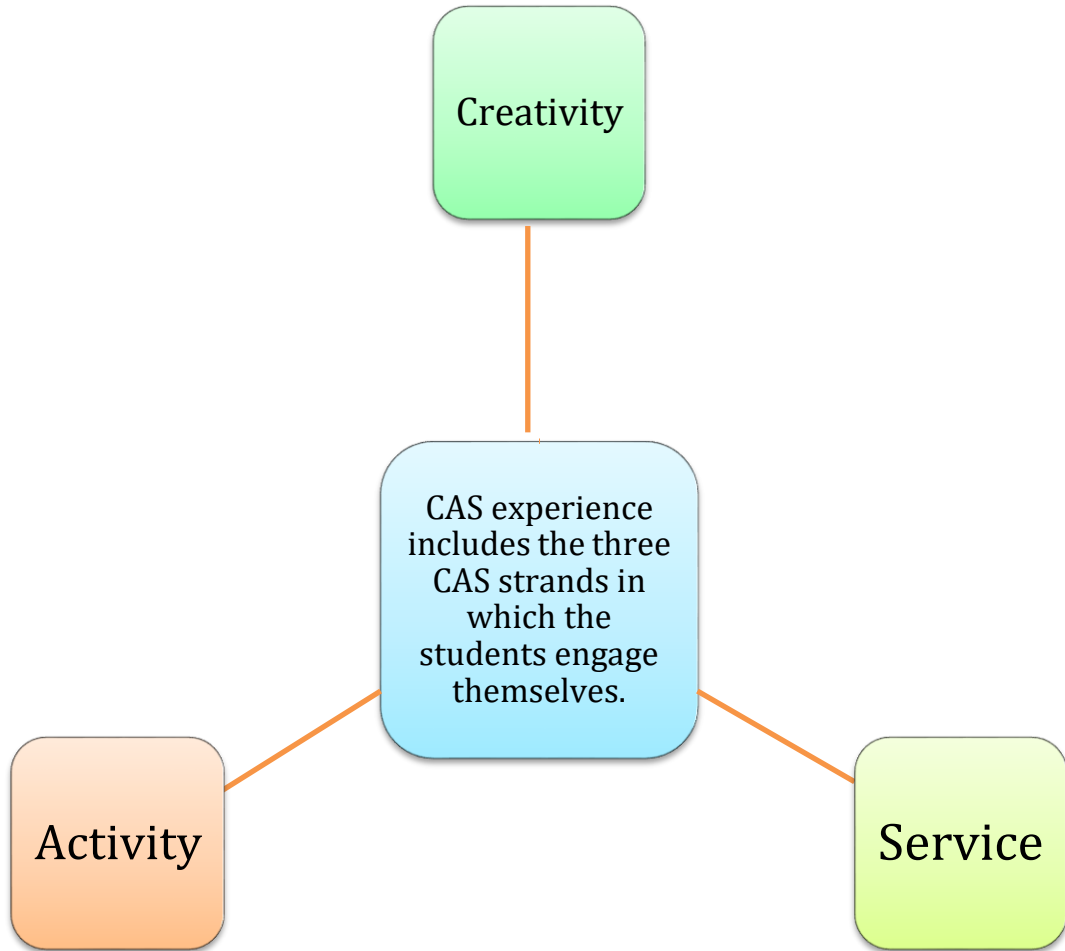 Creativity
CAS experience
includes the three
CAS strands in
which the
students engage
themselves.
Activity
Service